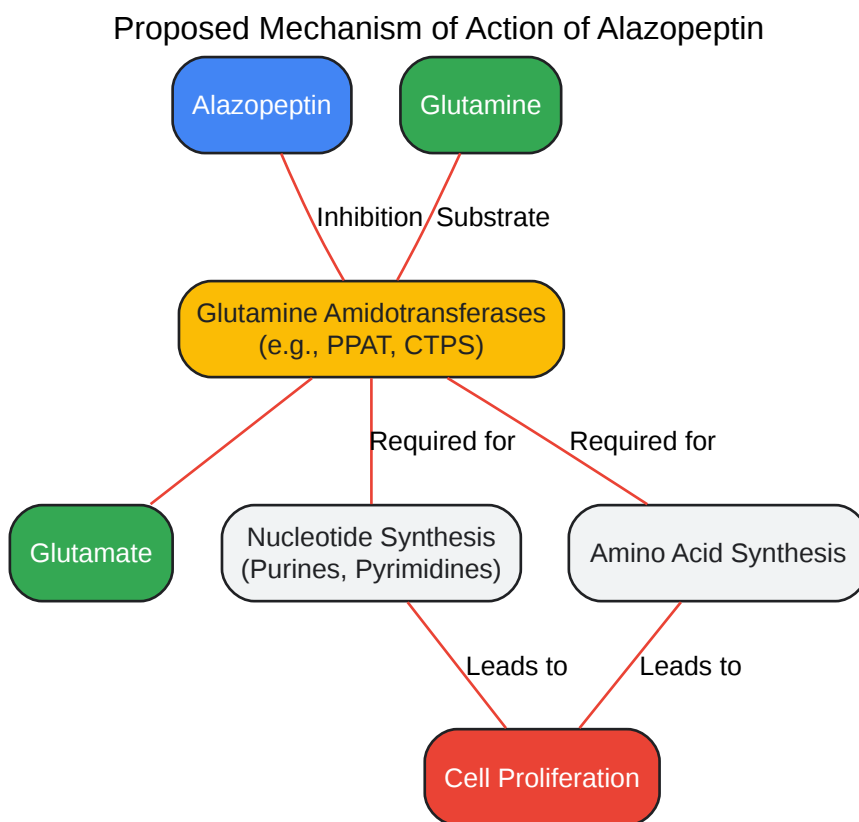 Proposed Mechanism of Action of Alazopeptin
Alazopeptin
Glutamine
Inhibition
Substrate
Glutamine Amidotransferases
(e.g., PPAT, CTPS)
Required for
Required for
Glutamate
Nucleotide Synthesis
(Purines, Pyrimidines)
Amino Acid Synthesis
Leads to
Leads to
Cell Proliferation